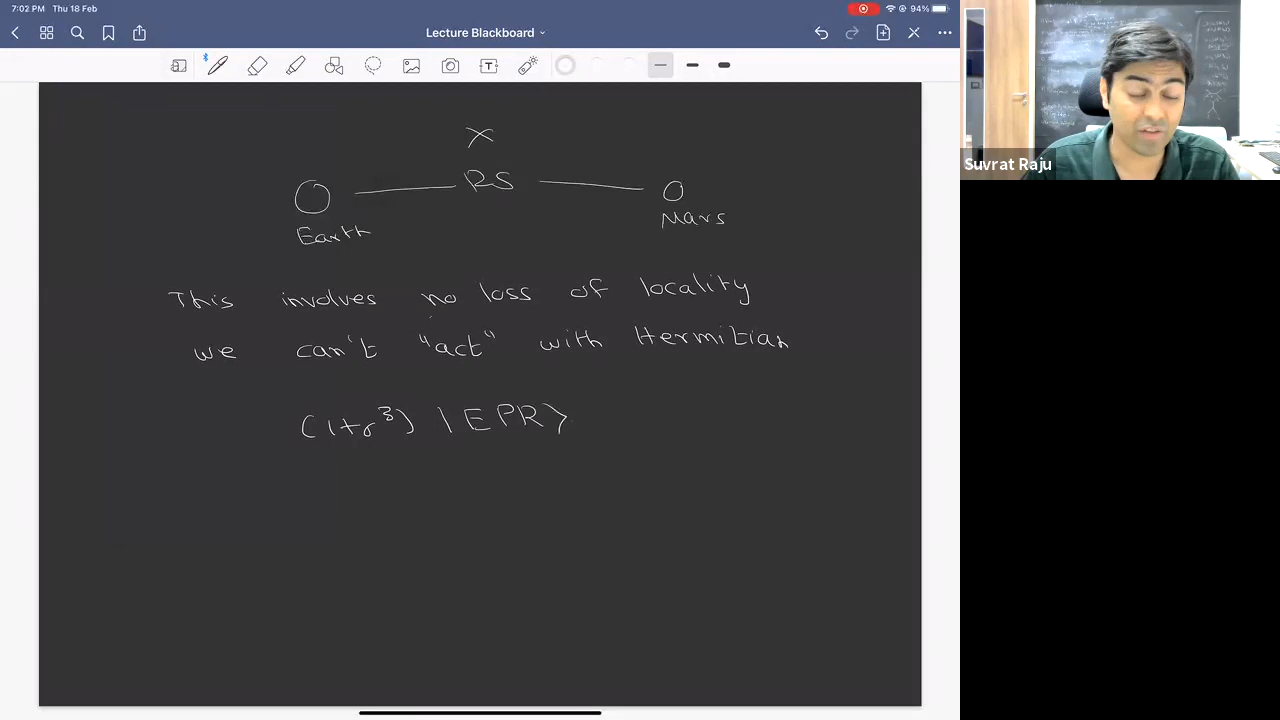 7:02 PM Thu 18 Feb
94%
Lecture Blackboard
T
X
RS
Earth
Mars
This involves no loss of locality
we can't "act" with Hermitian
(1+σ³) |EPR>
Suvrat Raju